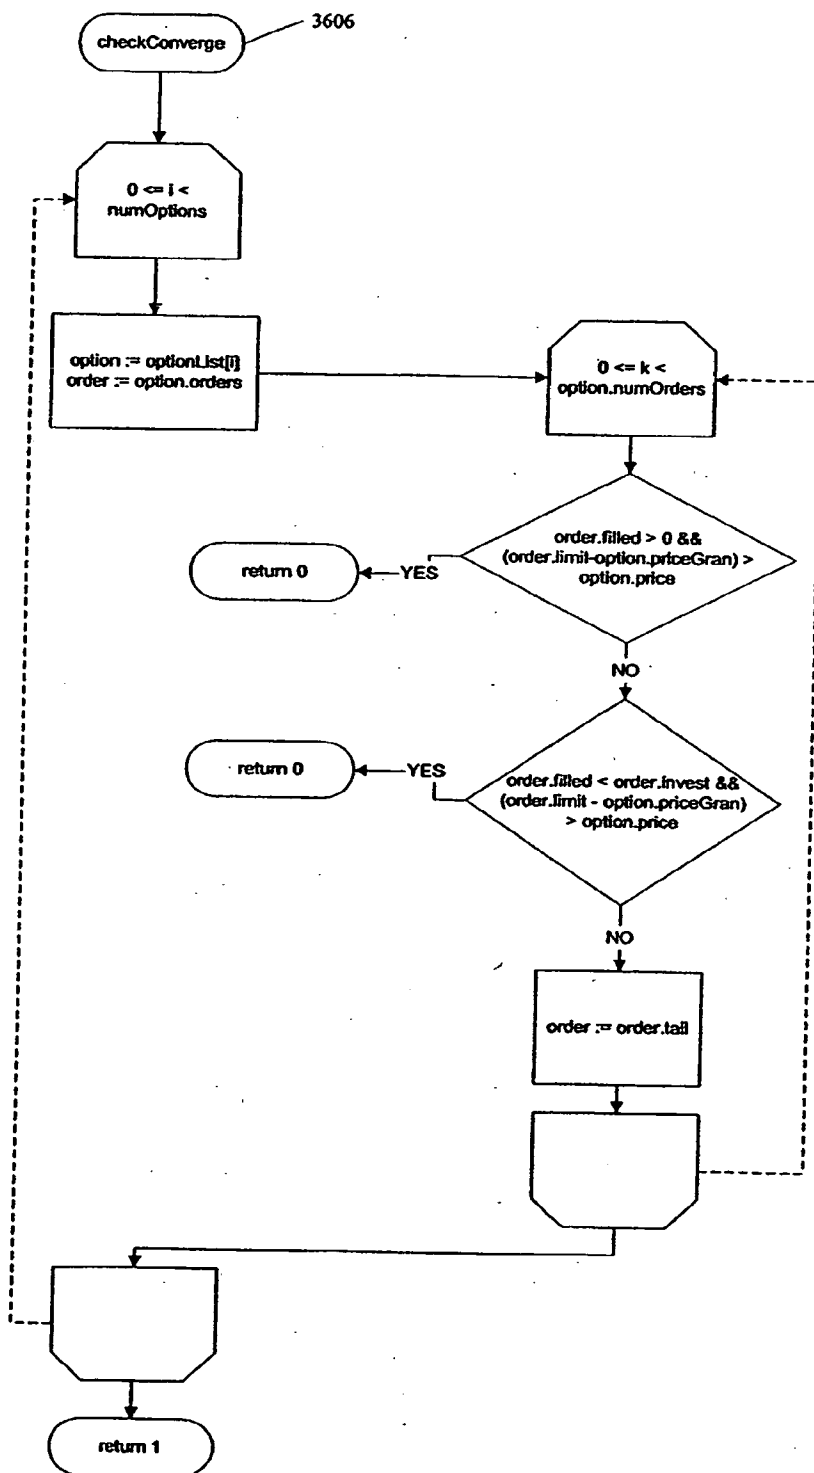 checkConverge
3606
0 <= i <
numOptions
option := optionList[i]
order := option.orders
0 <= k <
option.numOrders
order.filled > 0 &&
(order.limit-option.priceGran) >
option.price
YES
return 0
NO
order.filled < order.invest &&
(order.limit - option.priceGran)
> option.price
YES
return 0
NO
order := order.tail
return 1